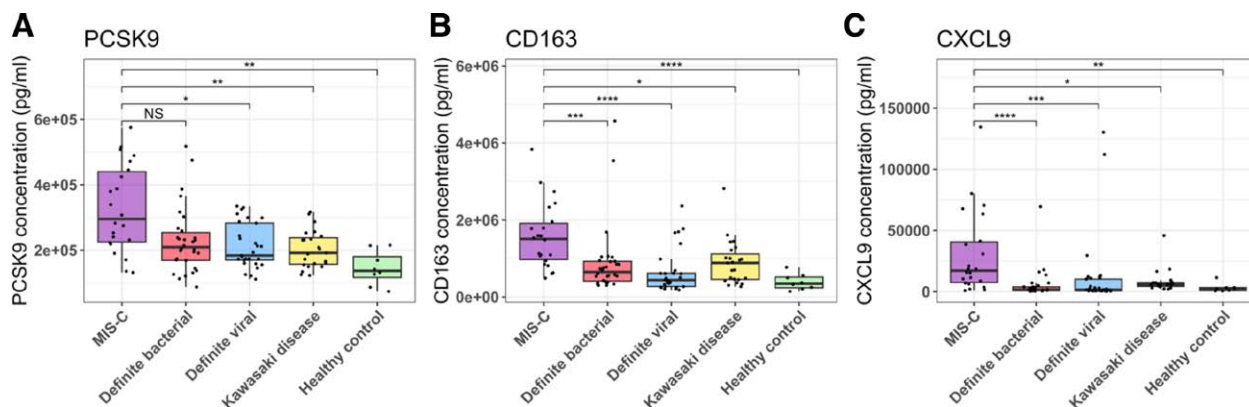 A
PCSK9
PCSK9 concentration (pg/ml)
6e+05
4e+05
2e+05
**
**
*
NS
MIS-C
Definite bacterial
Definite viral
Kawasaki disease
Healthy control
B
CD163
CD163 concentration (pg/ml)
6e+06
4e+06
2e+06
0e+00
****
*
****
***
MIS-C
Definite bacterial
Definite viral
Kawasaki disease
Healthy control
C
CXCL9
CXCL9 concentration (pg/ml)
150000
100000
50000
0
**
*
***
****
MIS-C
Definite bacterial
Definite viral
Kawasaki disease
Healthy control